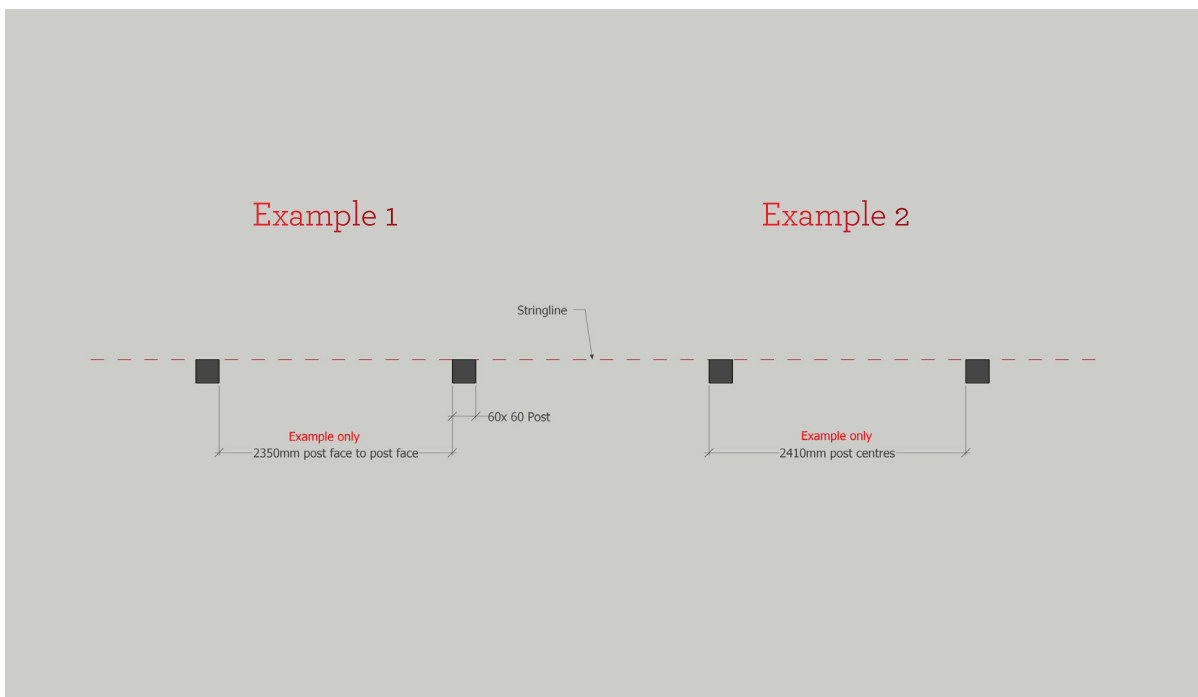 Example 1
Example 2
Stringline
60x 60 Post
Example only
2350mm post face to post face
Example only
2410mm post centres